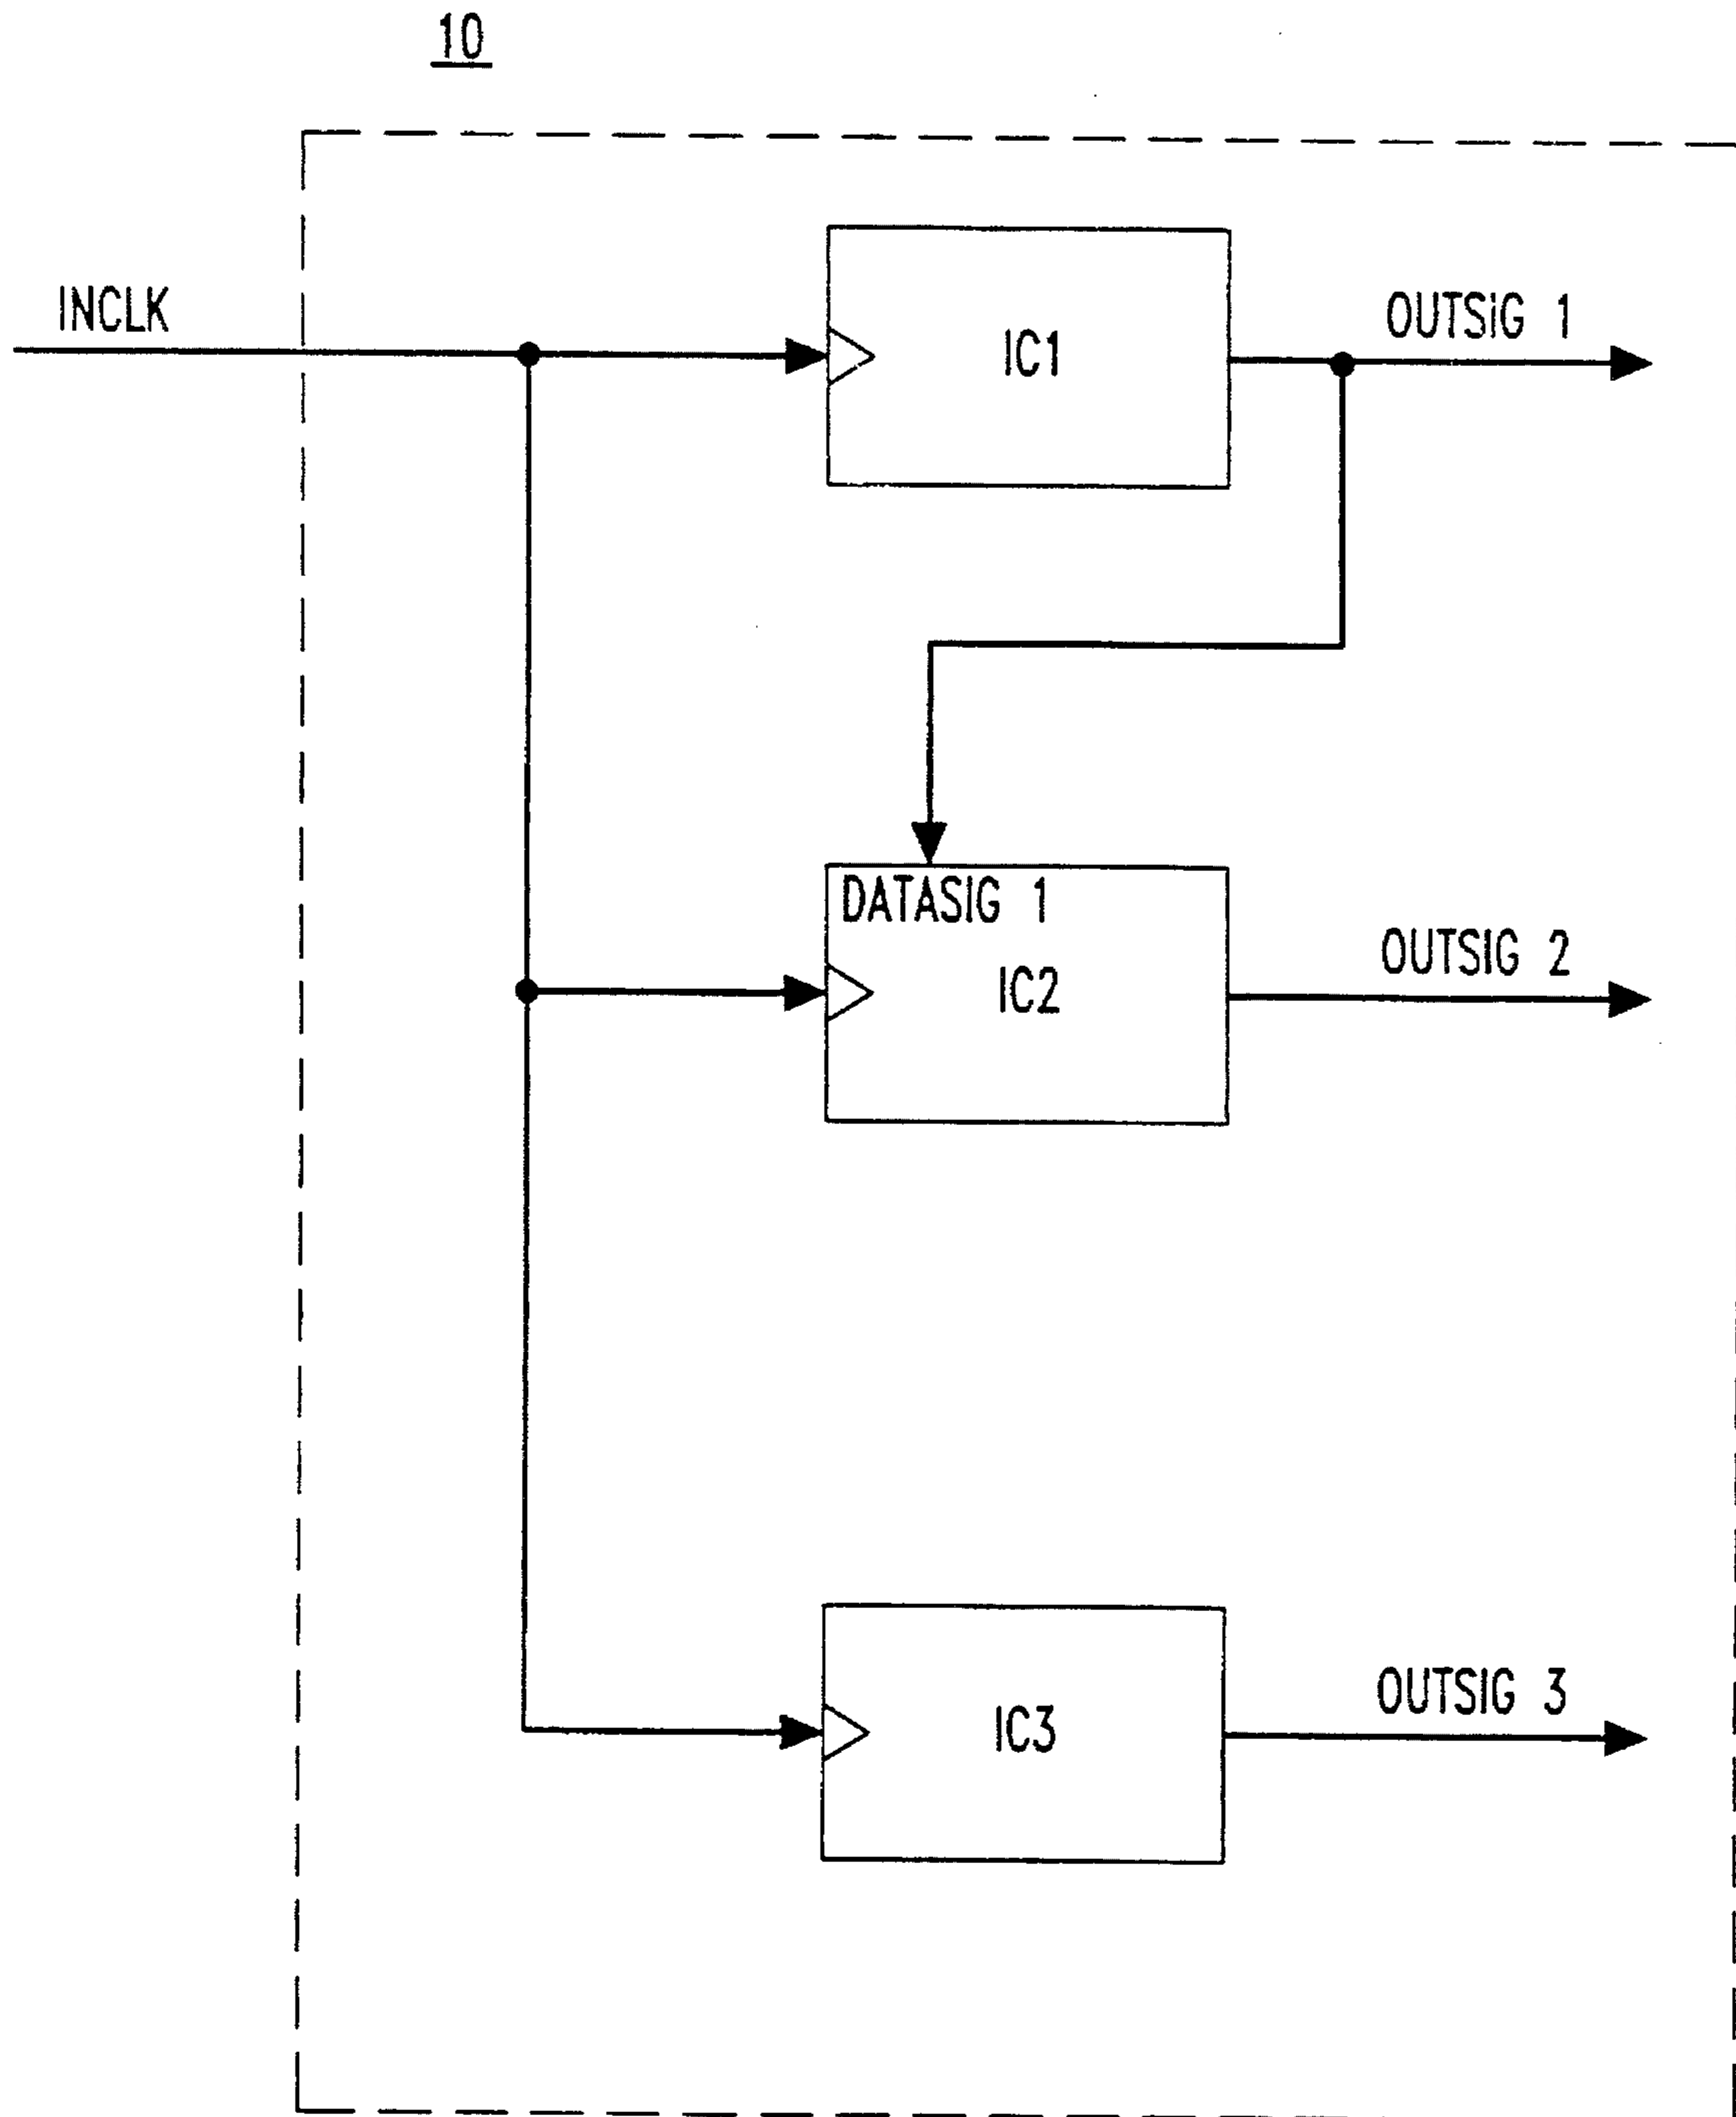 10
INCLK
IC1
OUTSiG 1
DATASIG 1
IC2
OUTSIG 2
IC3
OUTSIG 3